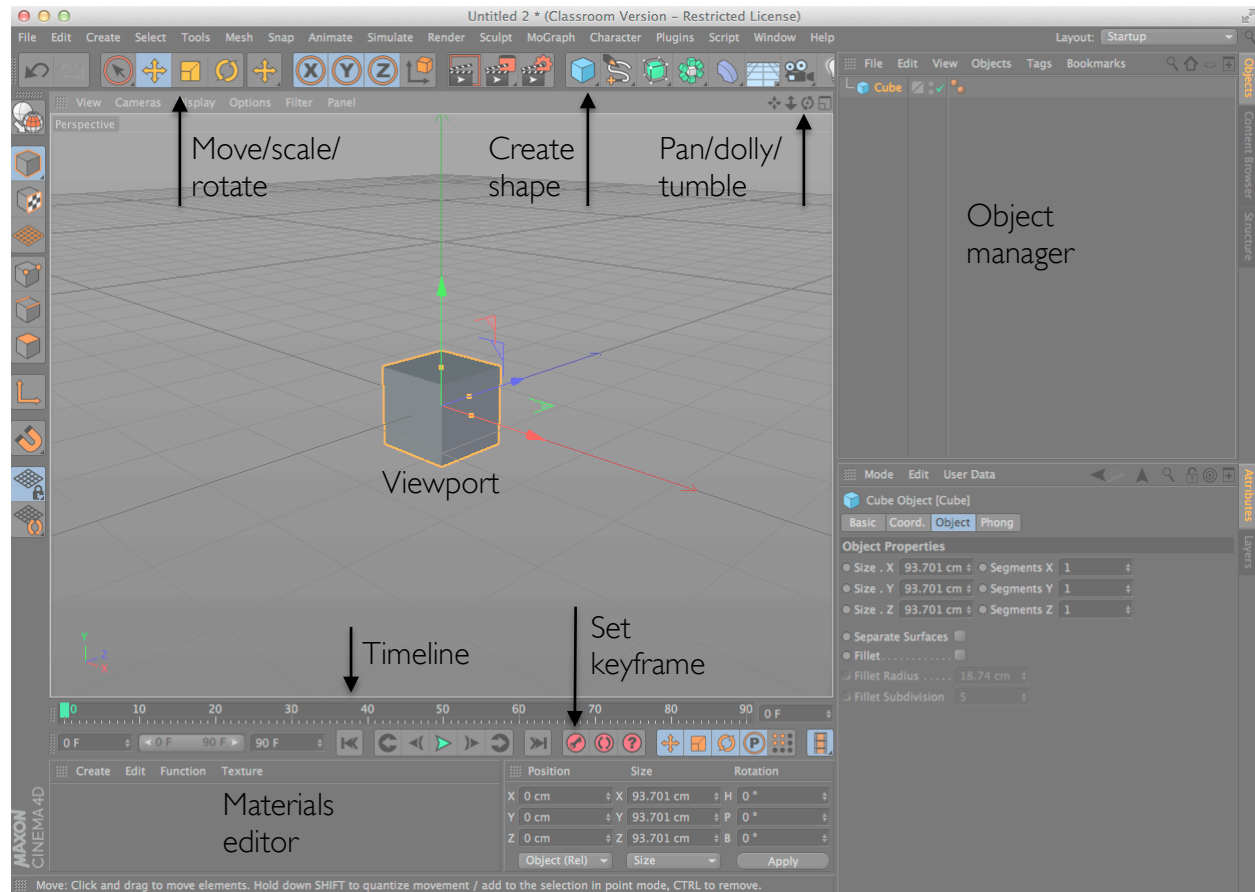 Untitled 2 * (Classroom Version – Restricted License)
File Edit Create Select Tools Mesh Snap Animate Simulate Render Sculpt MoGraph Character Plugins Script Window Help
Layout: Startup
X Y Z
View Cameras Display Options Filter Panel
Perspective
Move/scale/
rotate
Create
shape
Pan/dolly/
tumble
Viewport
Y
Z
X
Timeline
Set
keyframe
0 10 20 30 40 50 60 70 80 90 0 F
0 F 0 F 90 F 90 F
? P
Create Edit Function Texture
Materials
editor
MAXON
CINEMA 4D
Position Size Rotation
X 0 cm X 93.701 cm H 0 °
Y 0 cm Y 93.701 cm P 0 °
Z 0 cm Z 93.701 cm B 0 °
Object (Rel) Size Apply
Move: Click and drag to move elements. Hold down SHIFT to quantize movement / add to the selection in point mode, CTRL to remove.
File Edit View Objects Tags Bookmarks
Cube
Object
manager
Objects
Content Browser
Structure
Mode Edit User Data
Cube Object [Cube]
Basic Coord. Object Phong
Object Properties
Size . X 93.701 cm Segments X 1
Size . Y 93.701 cm Segments Y 1
Size . Z 93.701 cm Segments Z 1
Separate Surfaces
Fillet . . . . . . . . . . . .
Fillet Radius . . . . . 18.74 cm
Fillet Subdivision 5
Attributes
Layers